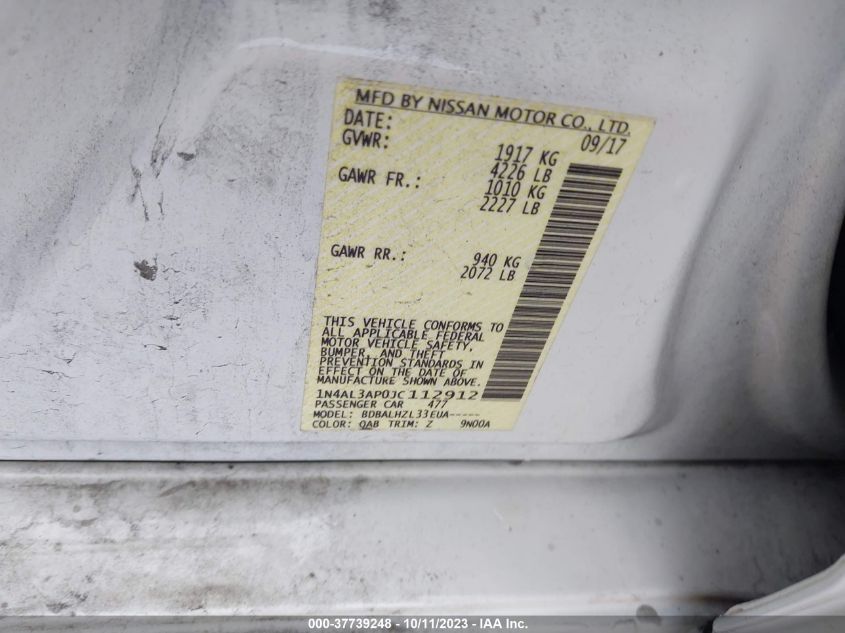 MFD BY NISSAN MOTOR CO., LTD.
DATE: 09/17
GVWR: 1917 KG
4226 LB
GAWR FR.: 1010 KG
2227 LB
GAWR RR.: 940 KG
2072 LB
THIS VEHICLE CONFORMS TO
ALL APPLICABLE FEDERAL
MOTOR VEHICLE SAFETY,
BUMPER, AND THEFT
PREVENTION STANDARDS IN
EFFECT ON THE DATE OF
MANUFACTURE SHOWN ABOVE.
1N4AL3AP0JC112912
PASSENGER CAR 477
MODEL: BDBALHZL33EUA-----
COLOR: QAB TRIM: Z 9N00A
000-37739248 - 10/11/2023 - IAA Inc.